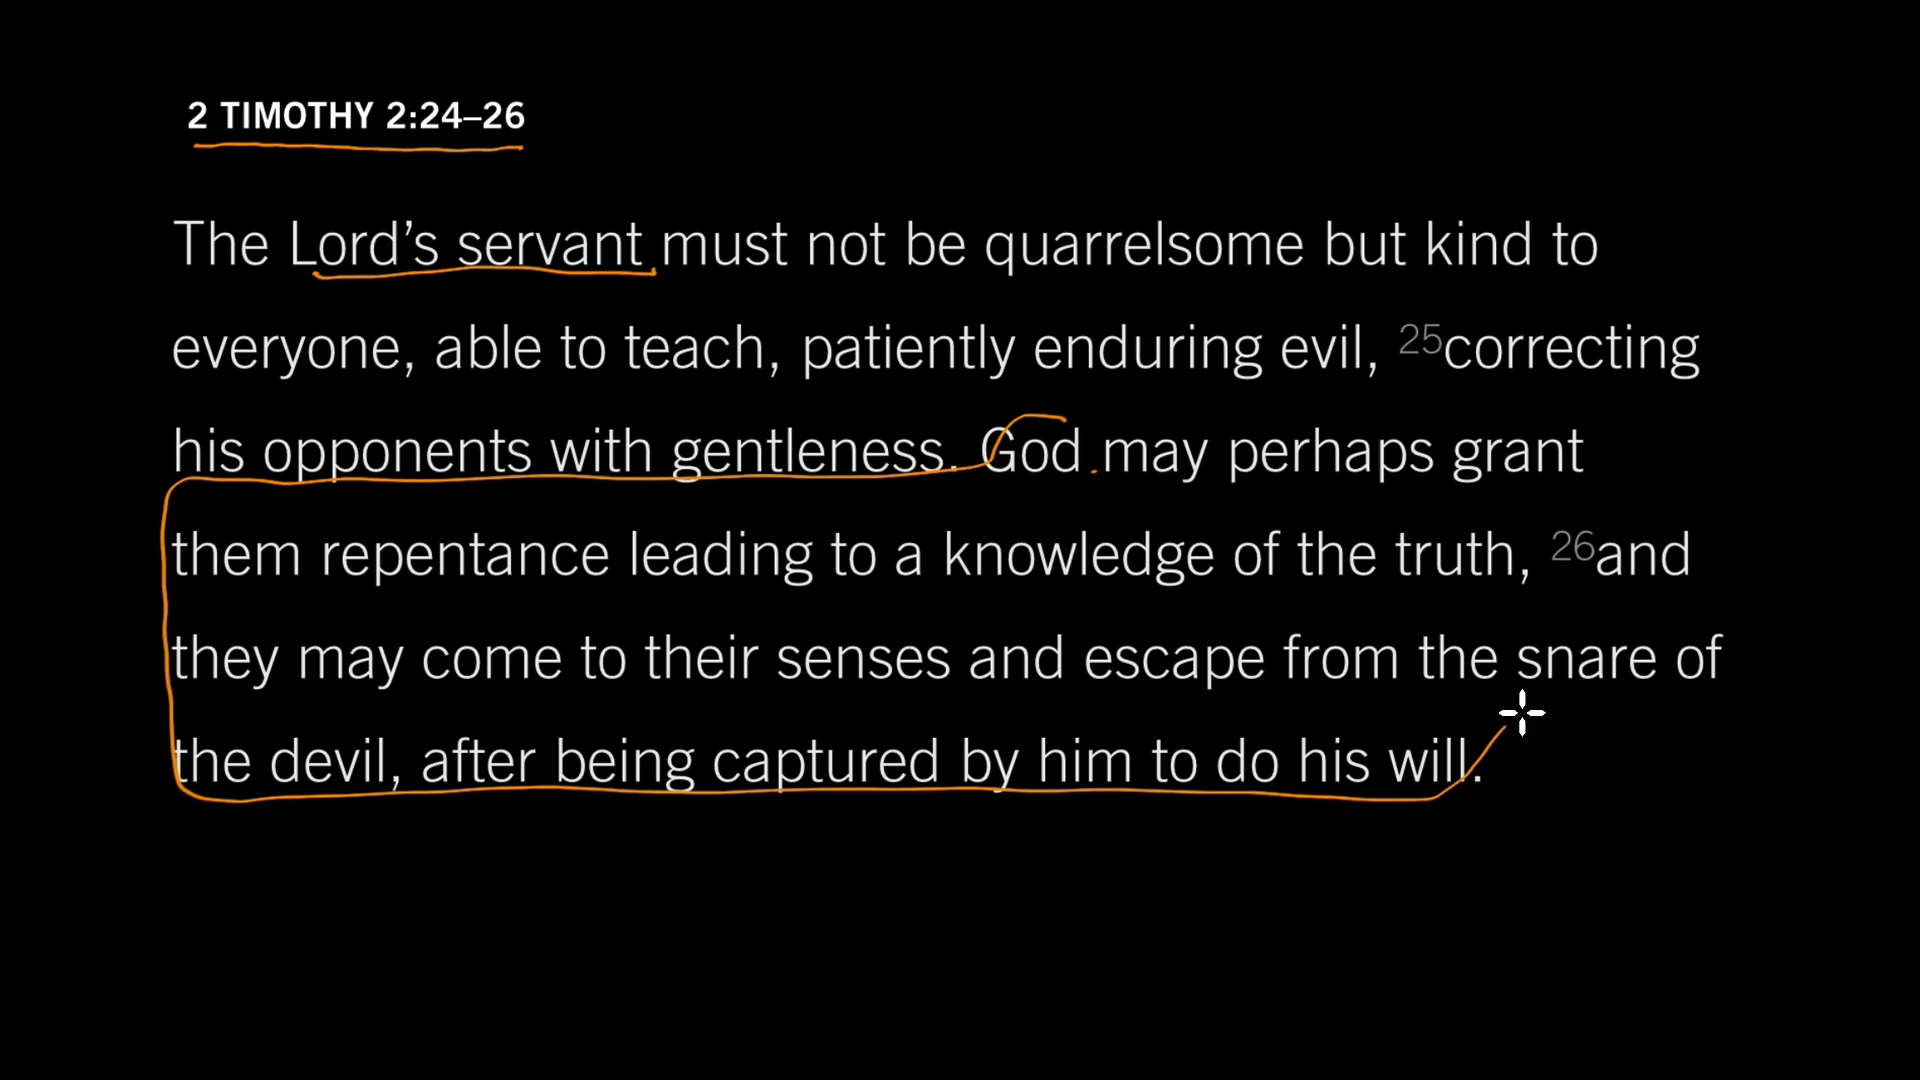 2 TIMOTHY 2:24–26
The Lord’s servant must not be quarrelsome but kind to
everyone, able to teach, patiently enduring evil, 25correcting
his opponents with gentleness. God may perhaps grant
them repentance leading to a knowledge of the truth, 26and
they may come to their senses and escape from the snare of
the devil, after being captured by him to do his will.